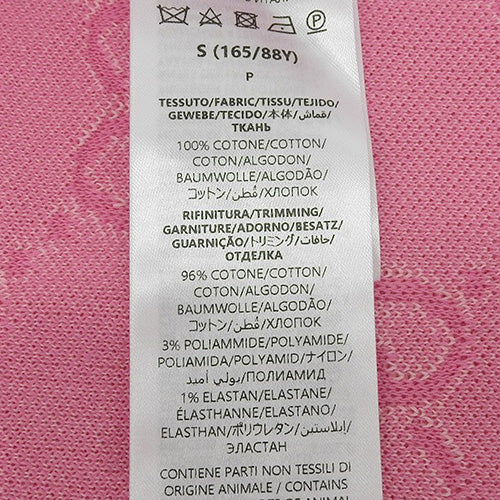 S (165/88Y)
P
TESSUTO/FABRIC/TISSU/TEJIDO/
GEWEBE/TECIDO/本体/قماش/
ТКАНЬ
100% COTONE/COTTON/
COTON/ALGODON/
BAUMWOLLE/ALGODÃO/
コットン/قُطن/ХЛОПОК
RIFINITURA/TRIMMING/
GARNITURE/ADORNO/BESATZ/
GUARNIÇÃO/トリミング/حافات/
ОТДЕЛКА
96% COTONE/COTTON/
COTON/ALGODON/
BAUMWOLLE/ALGODÃO/
コットン/قُطن/ХЛОПОК
3% POLIAMMIDE/POLYAMIDE/
POLIAMIDA/POLYAMID/ナイロン/
بولي أميد/ПОЛИАМИД
1% ELASTAN/ELASTANE/
ÉLASTHANNE/ELASTANO/
ELASTHAN/ポリウレタン/إيلاستين/
ЭЛАСТАН
CONTIENE PARTI NON TESSILI DI
ORIGINE ANIMALE / CONTAINS